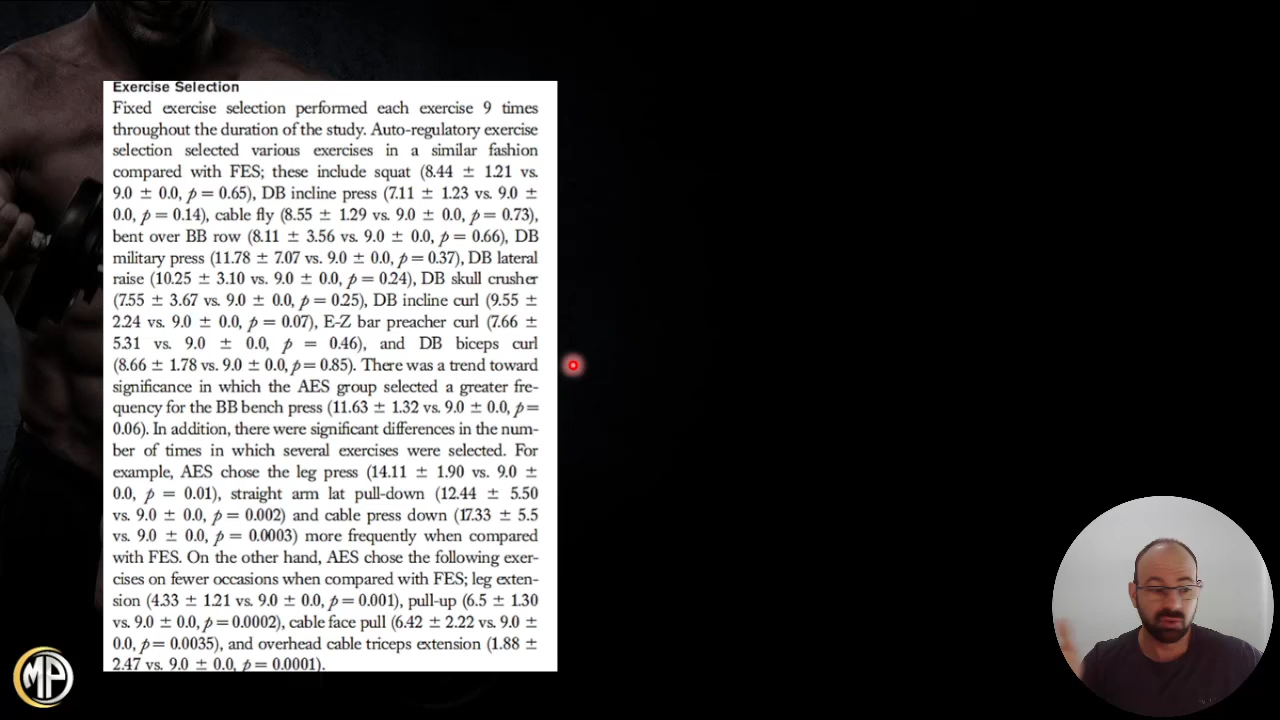 Exercise Selection
Fixed exercise selection performed each exercise 9 times
throughout the duration of the study. Auto-regulatory exercise
selection selected various exercises in a similar fashion
compared with FES; these include squat (8.44 ± 1.21 vs.
9.0 ± 0.0, p = 0.65), DB incline press (7.11 ± 1.23 vs. 9.0 ±
0.0, p = 0.14), cable fly (8.55 ± 1.29 vs. 9.0 ± 0.0, p = 0.73),
bent over BB row (8.11 ± 3.56 vs. 9.0 ± 0.0, p = 0.66), DB
military press (11.78 ± 7.07 vs. 9.0 ± 0.0, p = 0.37), DB lateral
raise (10.25 ± 3.10 vs. 9.0 ± 0.0, p = 0.24), DB skull crusher
(7.55 ± 3.67 vs. 9.0 ± 0.0, p = 0.25), DB incline curl (9.55 ±
2.24 vs. 9.0 ± 0.0, p = 0.07), E-Z bar preacher curl (7.66 ±
5.31 vs. 9.0 ± 0.0, p = 0.46), and DB biceps curl
(8.66 ± 1.78 vs. 9.0 ± 0.0, p = 0.85). There was a trend toward
significance in which the AES group selected a greater fre-
quency for the BB bench press (11.63 ± 1.32 vs. 9.0 ± 0.0, p =
0.06). In addition, there were significant differences in the num-
ber of times in which several exercises were selected. For
example, AES chose the leg press (14.11 ± 1.90 vs. 9.0 ±
0.0, p = 0.01), straight arm lat pull-down (12.44 ± 5.50
vs. 9.0 ± 0.0, p = 0.002) and cable press down (17.33 ± 5.5
vs. 9.0 ± 0.0, p = 0.0003) more frequently when compared
with FES. On the other hand, AES chose the following exer-
cises on fewer occasions when compared with FES; leg exten-
sion (4.33 ± 1.21 vs. 9.0 ± 0.0, p = 0.001), pull-up (6.5 ± 1.30
vs. 9.0 ± 0.0, p = 0.0002), cable face pull (6.42 ± 2.22 vs. 9.0 ±
0.0, p = 0.0035), and overhead cable triceps extension (1.88 ±
2.47 vs. 9.0 ± 0.0, p = 0.0001).
MP